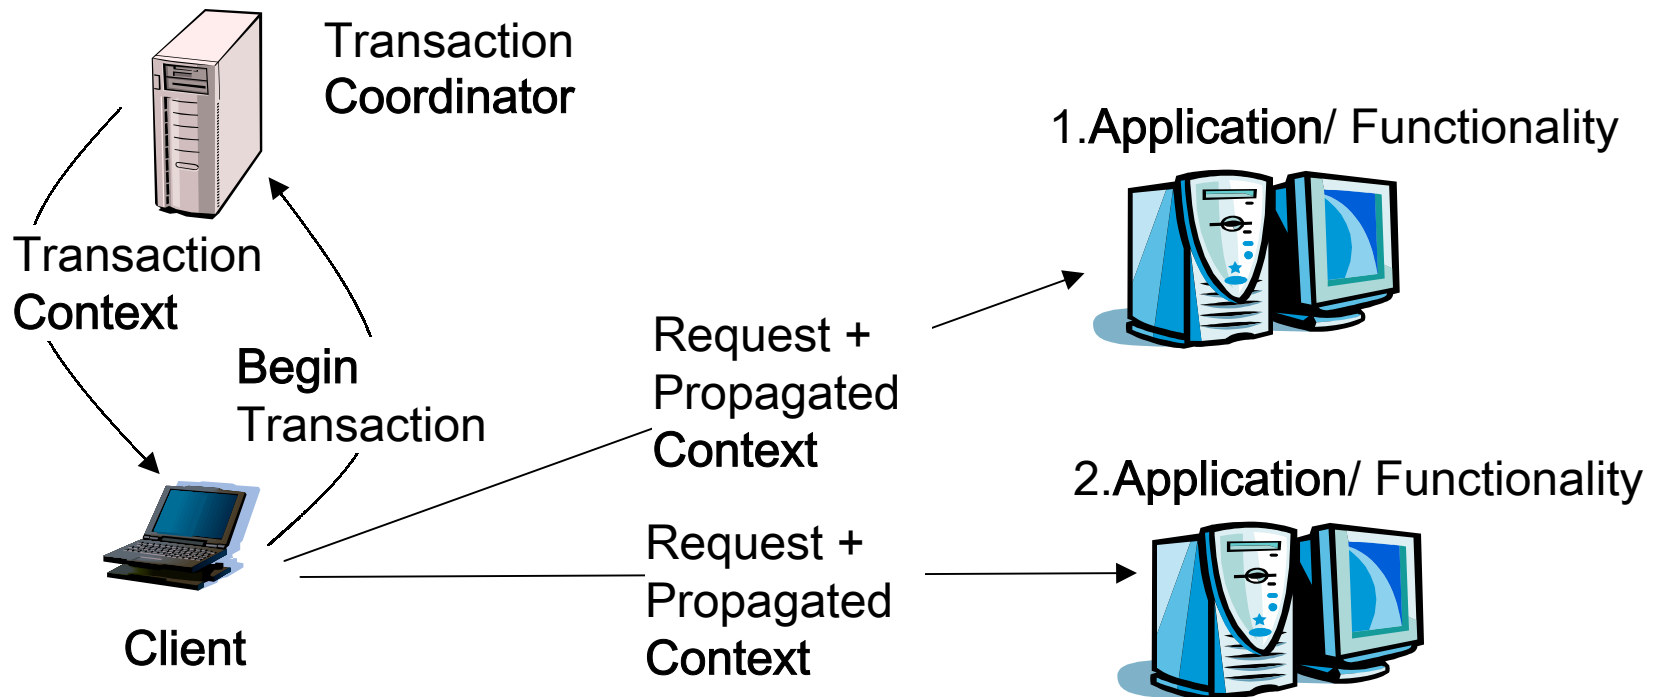 Transaction
Coordinator
1.Application/ Functionality
Transaction
Context
Begin
Transaction
Request +
Propagated
Context
2.Application/ Functionality
Request +
Propagated
Context
Client